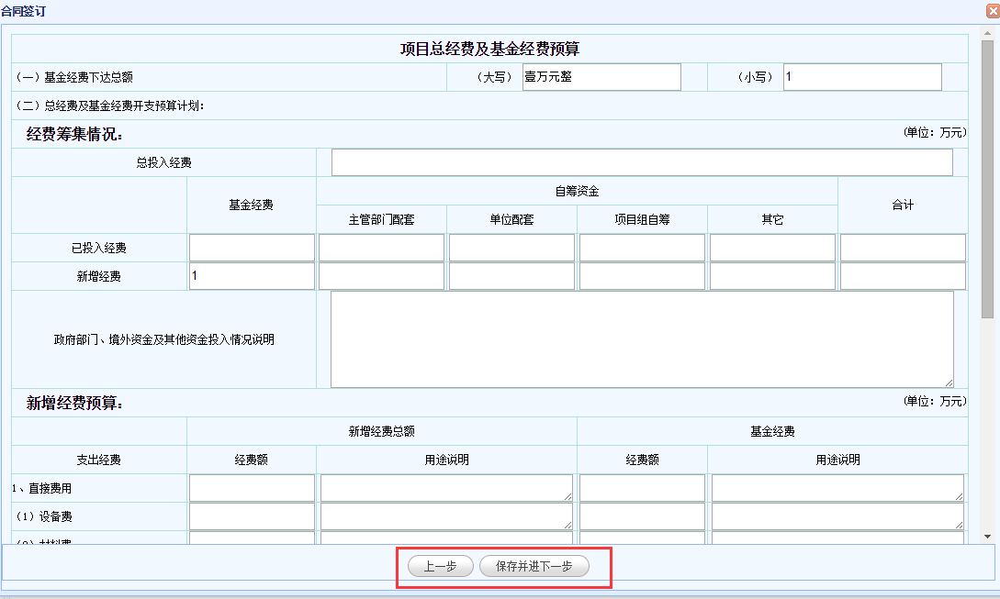 合同签订
项目总经费及基金经费预算
（一）基金经费下达总额 （大写） 壹万元整 （小写） 1
（二）总经费及基金经费开支预算计划：
经费筹集情况： （单位：万元）
总投入经费
基金经费 自筹资金 合计
主管部门配套 单位配套 项目组自筹 其它
已投入经费
新增经费 1
政府部门、境外资金及其他资金投入情况说明
新增经费预算： （单位：万元）
新增经费总额 基金经费
支出经费 经费额 用途说明 经费额 用途说明
1、直接费用
（1）设备费
上一步 保存并进下一步